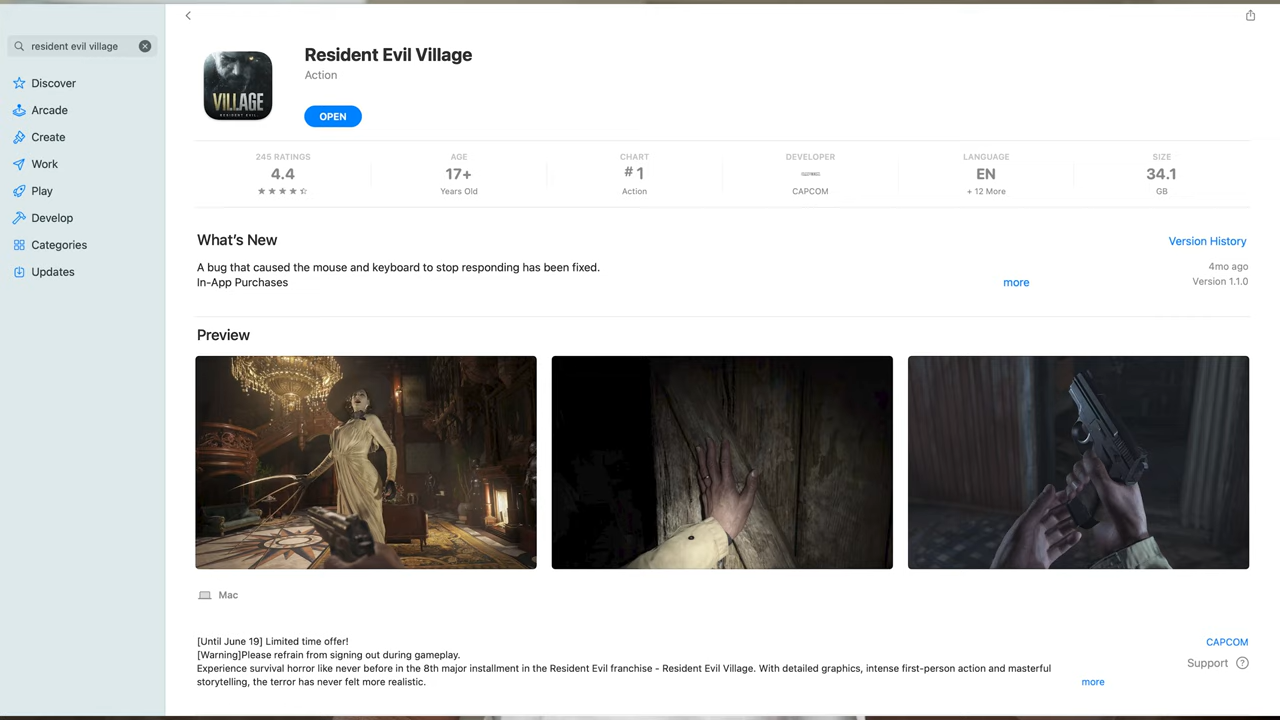 resident evil village
Discover
Arcade
Create
Work
Play
Develop
Categories
Updates
VILLAGE
RESIDENT EVIL
Resident Evil Village
Action
OPEN
245 RATINGS
4.4
AGE
17+
Years Old
CHART
#1
Action
DEVELOPER
CAPCOM
LANGUAGE
EN
+ 12 More
SIZE
34.1
GB
What's New
Version History
A bug that caused the mouse and keyboard to stop responding has been fixed.
In-App Purchases
more
4mo ago
Version 1.1.0
Preview
Mac
[Until June 19] Limited time offer!
[Warning]Please refrain from signing out during gameplay.
Experience survival horror like never before in the 8th major installment in the Resident Evil franchise - Resident Evil Village. With detailed graphics, intense first-person action and masterful
storytelling, the terror has never felt more realistic.
more
CAPCOM
Support ?